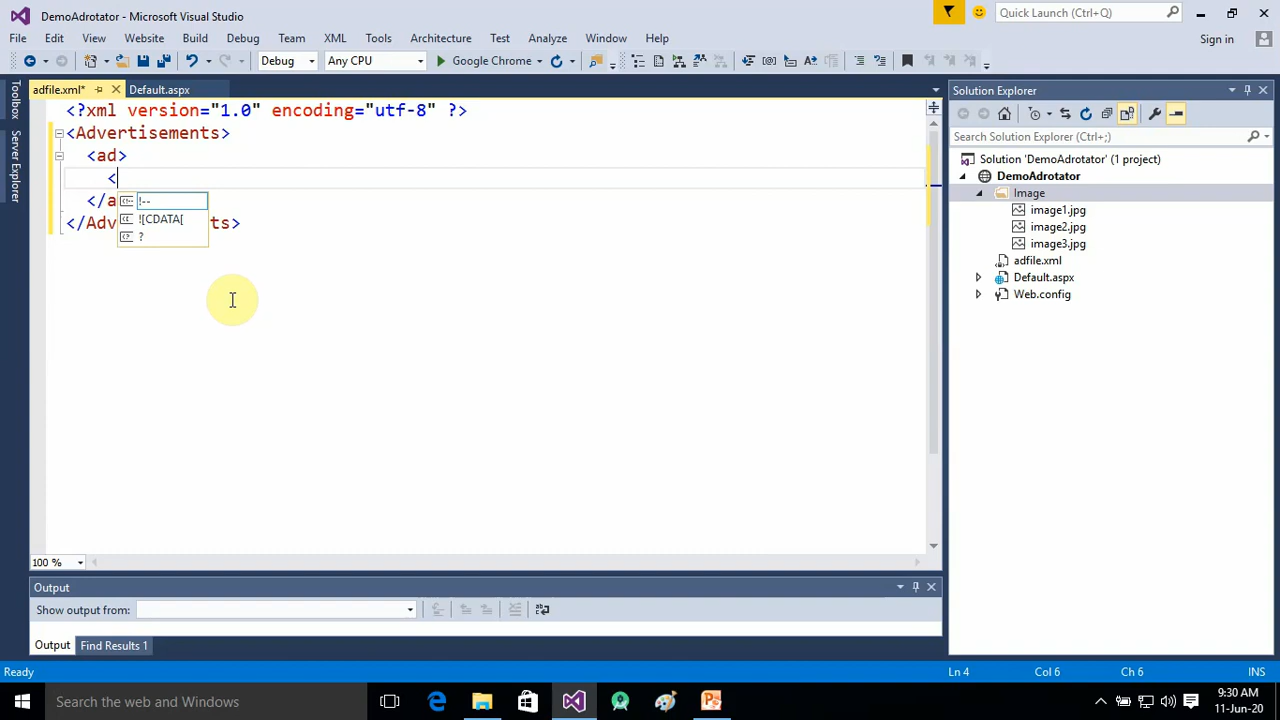 DemoAdrotator - Microsoft Visual Studio
Quick Launch (Ctrl+Q)
File Edit View Website Build Debug Team XML Tools Architecture Test Analyze Window Help
Sign in
Debug Any CPU Google Chrome
adfile.xml* Default.aspx
Solution Explorer
Toolbox
Server Explorer
<?xml version="1.0" encoding="utf-8" ?>
<Advertisements>
<ad>
<
</a
</Adv ts>
!--
![CDATA[
?
Search Solution Explorer (Ctrl+;)
Solution 'DemoAdrotator' (1 project)
DemoAdrotator
Image
image1.jpg
image2.jpg
image3.jpg
adfile.xml
Default.aspx
Web.config
100 %
Output
Show output from:
Output Find Results 1
Ready Ln 4 Col 6 Ch 6 INS
Search the web and Windows
9:30 AM
11-Jun-20